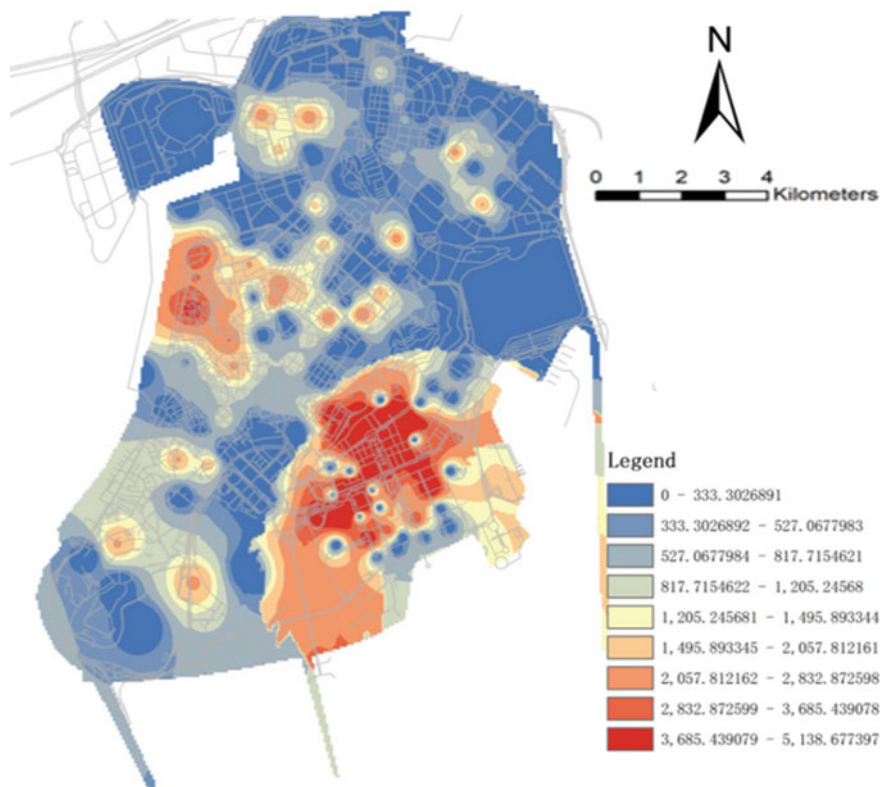 N
0 1 2 3 4
Kilometers
Legend
0 - 333.3026891
333.3026892 - 527.0677983
527.0677984 - 817.7154621
817.7154622 - 1,205.24568
1,205.245681 - 1,495.893344
1,495.893345 - 2,057.812161
2,057.812162 - 2,832.872598
2,832.872599 - 3,685.439078
3,685.439079 - 5,138.677397